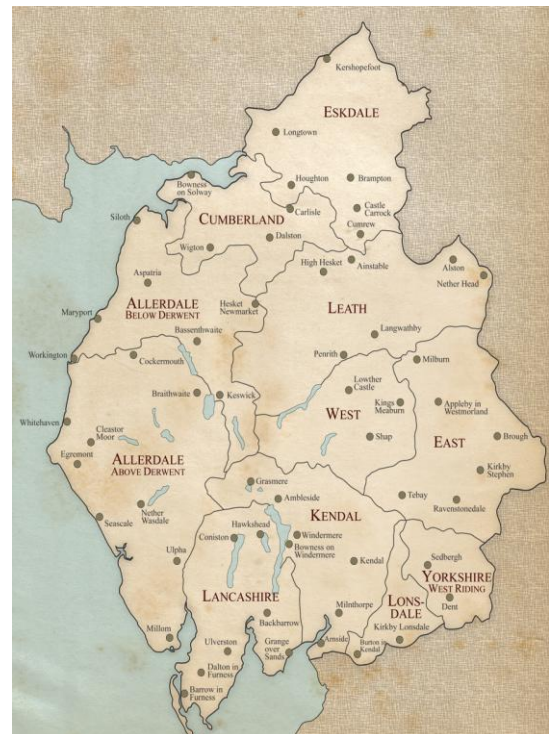 Kershopefoot
ESKDALE
Longtown
Bowness
on Solway
Houghton
Brampton
Siloth
CUMBERLAND
Carlisle
Castle
Carrock
Cumrew
Dalston
Wigton
High Hesket
Ainstable
Alston
Nether Head
Aspatria
ALLERDALE
BELOW DERWENT
Hesket
Newmarket
LEATH
Maryport
Bassenthwaite
Langwathby
Workington
Cockermouth
Penrith
Milburn
Braithwaite
Keswick
Lowther
Castle
WEST
Kings
Meaburn
Appleby in
Westmorland
Whitehaven
Cleastor
Moor
Shap
EAST
Brough
Egremont
ALLERDALE
ABOVE DERWENT
Kirkby
Stephen
Grasmere
Ambleside
Tebay
Ravenstonedale
Nether
Wasdale
KENDAL
Seascale
Hawkshead
Coniston
Windermere
Bowness on
Windermere
Ulpha
Kendal
Sedbergh
YORKSHIRE
WEST RIDING
LANCASHIRE
LONS-
DALE
Dent
Backbarrow
Milnthorpe
Kirkby Lonsdale
Millom
Ulverston
Grange
over
Sands
Arnside
Burton in
Kendal
Dalton in
Furness
Barrow in
Furness